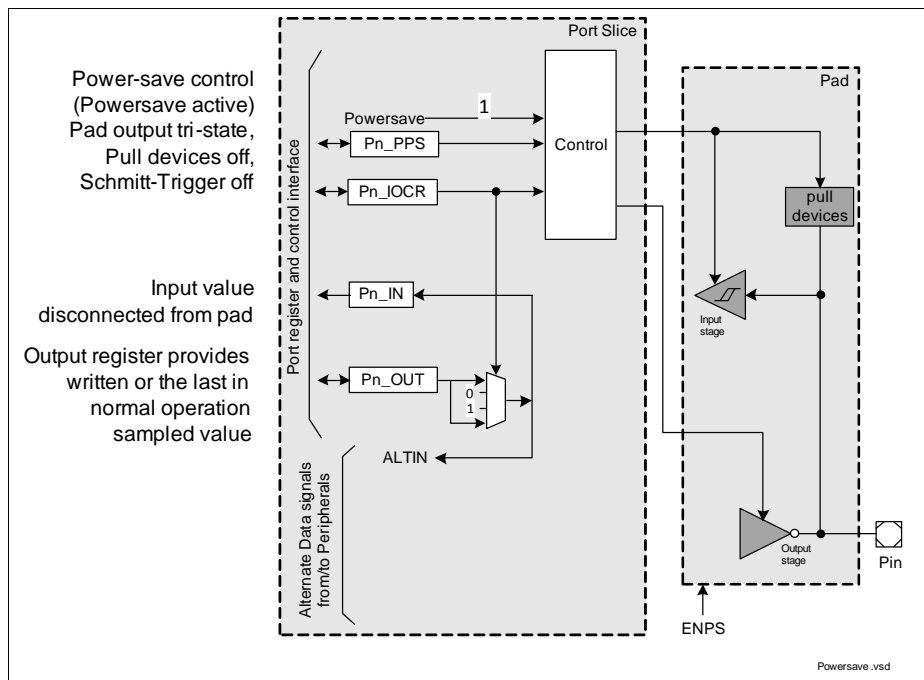 Port Slice
Power-save control
(Powersave active)
Pad output tri-state,
Pull devices off,
Schmitt-Trigger off
Input value
disconnected from pad
Output register provides
written or the last in
normal operation
sampled value
Port register and control interface
Powersave
1
Pn_PPS
Pn_IOCR
Pn_IN
Pn_OUT
0
1
Control
ALTIN
Alternate Data signals
from/to Peripherals
Pad
pull
devices
Input
stage
Output
stage
Pin
ENPS
Powersave .vsd